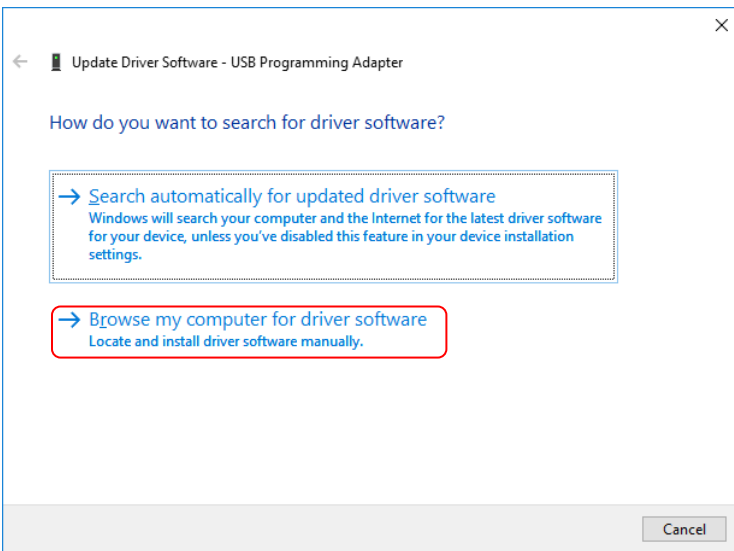 Update Driver Software - USB Programming Adapter
How do you want to search for driver software?
Search automatically for updated driver software
Windows will search your computer and the Internet for the latest driver software
for your device, unless you've disabled this feature in your device installation
settings.
Browse my computer for driver software
Locate and install driver software manually.
Cancel